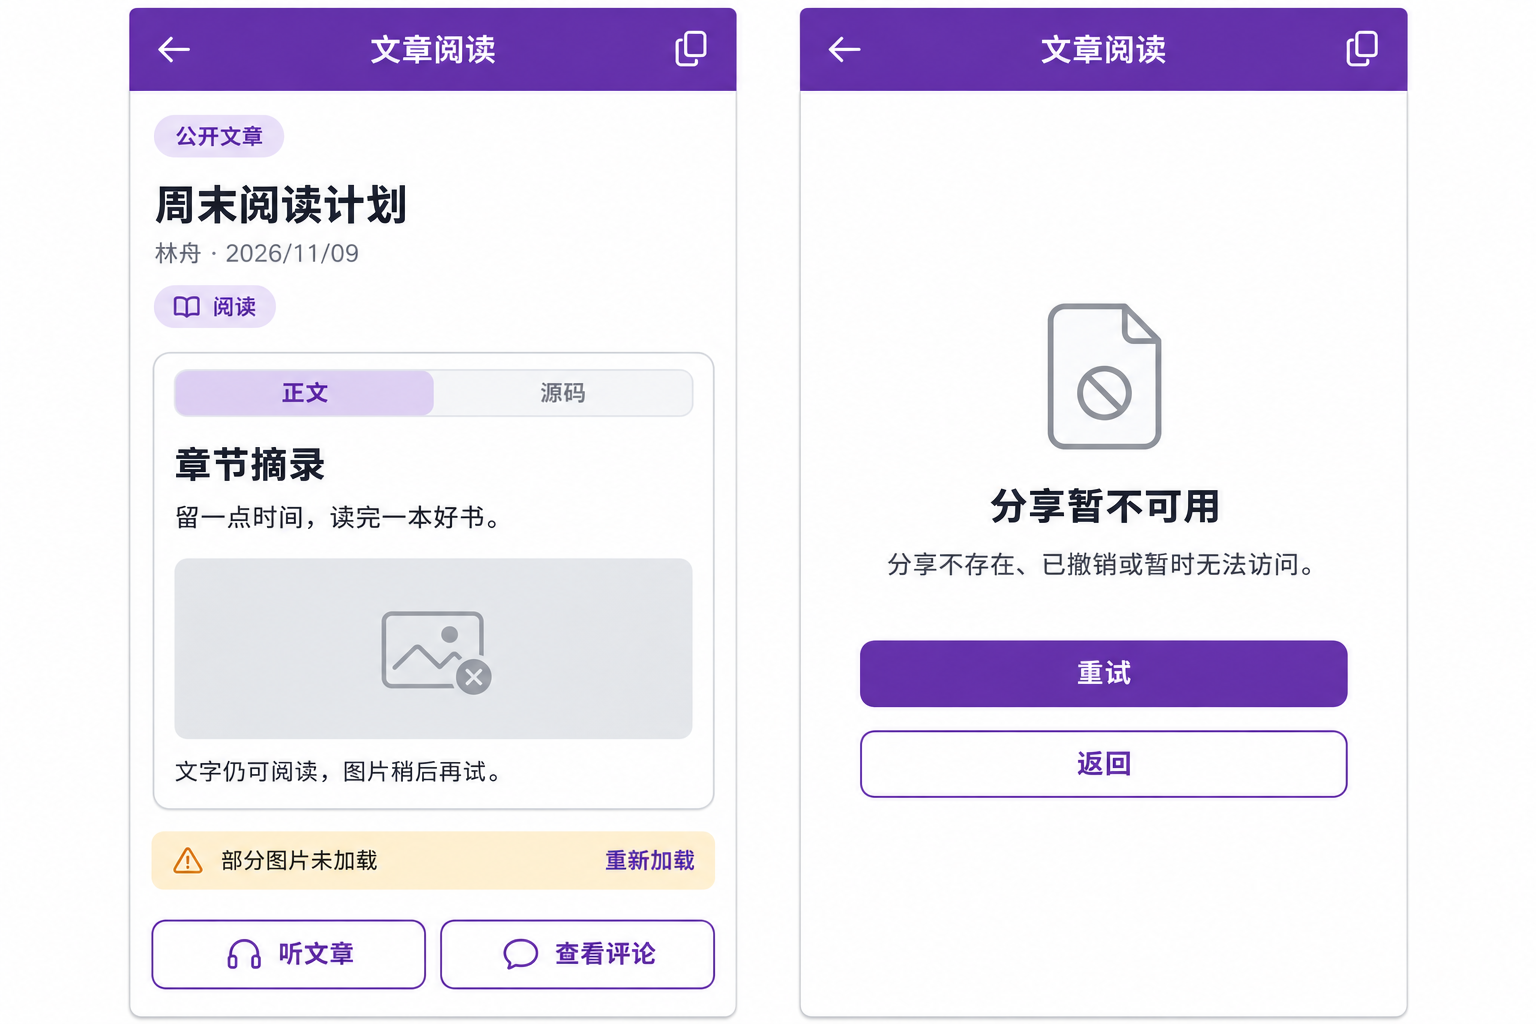 文章阅读
公开文章
周末阅读计划
林舟 · 2026/11/09
阅读
正文
源码
章节摘录
留一点时间，读完一本好书。
文字仍可阅读，图片稍后再试。
部分图片未加载
重新加载
听文章
查看评论
文章阅读
分享暂不可用
分享不存在、已撤销或暂时无法访问。
重试
返回